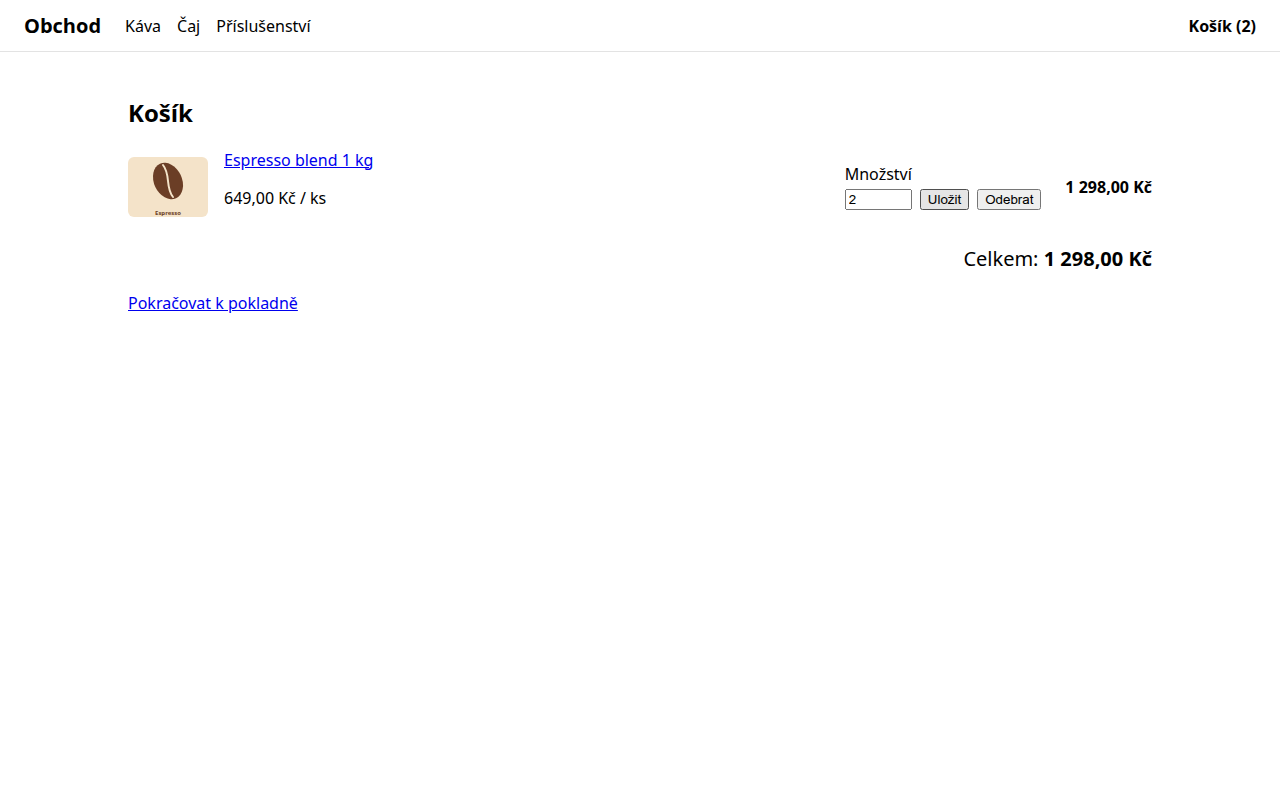 Obchod Káva Čaj Příslušenství Košík (2)
Košík
Espresso
Espresso blend 1 kg
649,00 Kč / ks
Množství
2 Uložit Odebrat
1 298,00 Kč
Celkem: 1 298,00 Kč
Pokračovat k pokladně